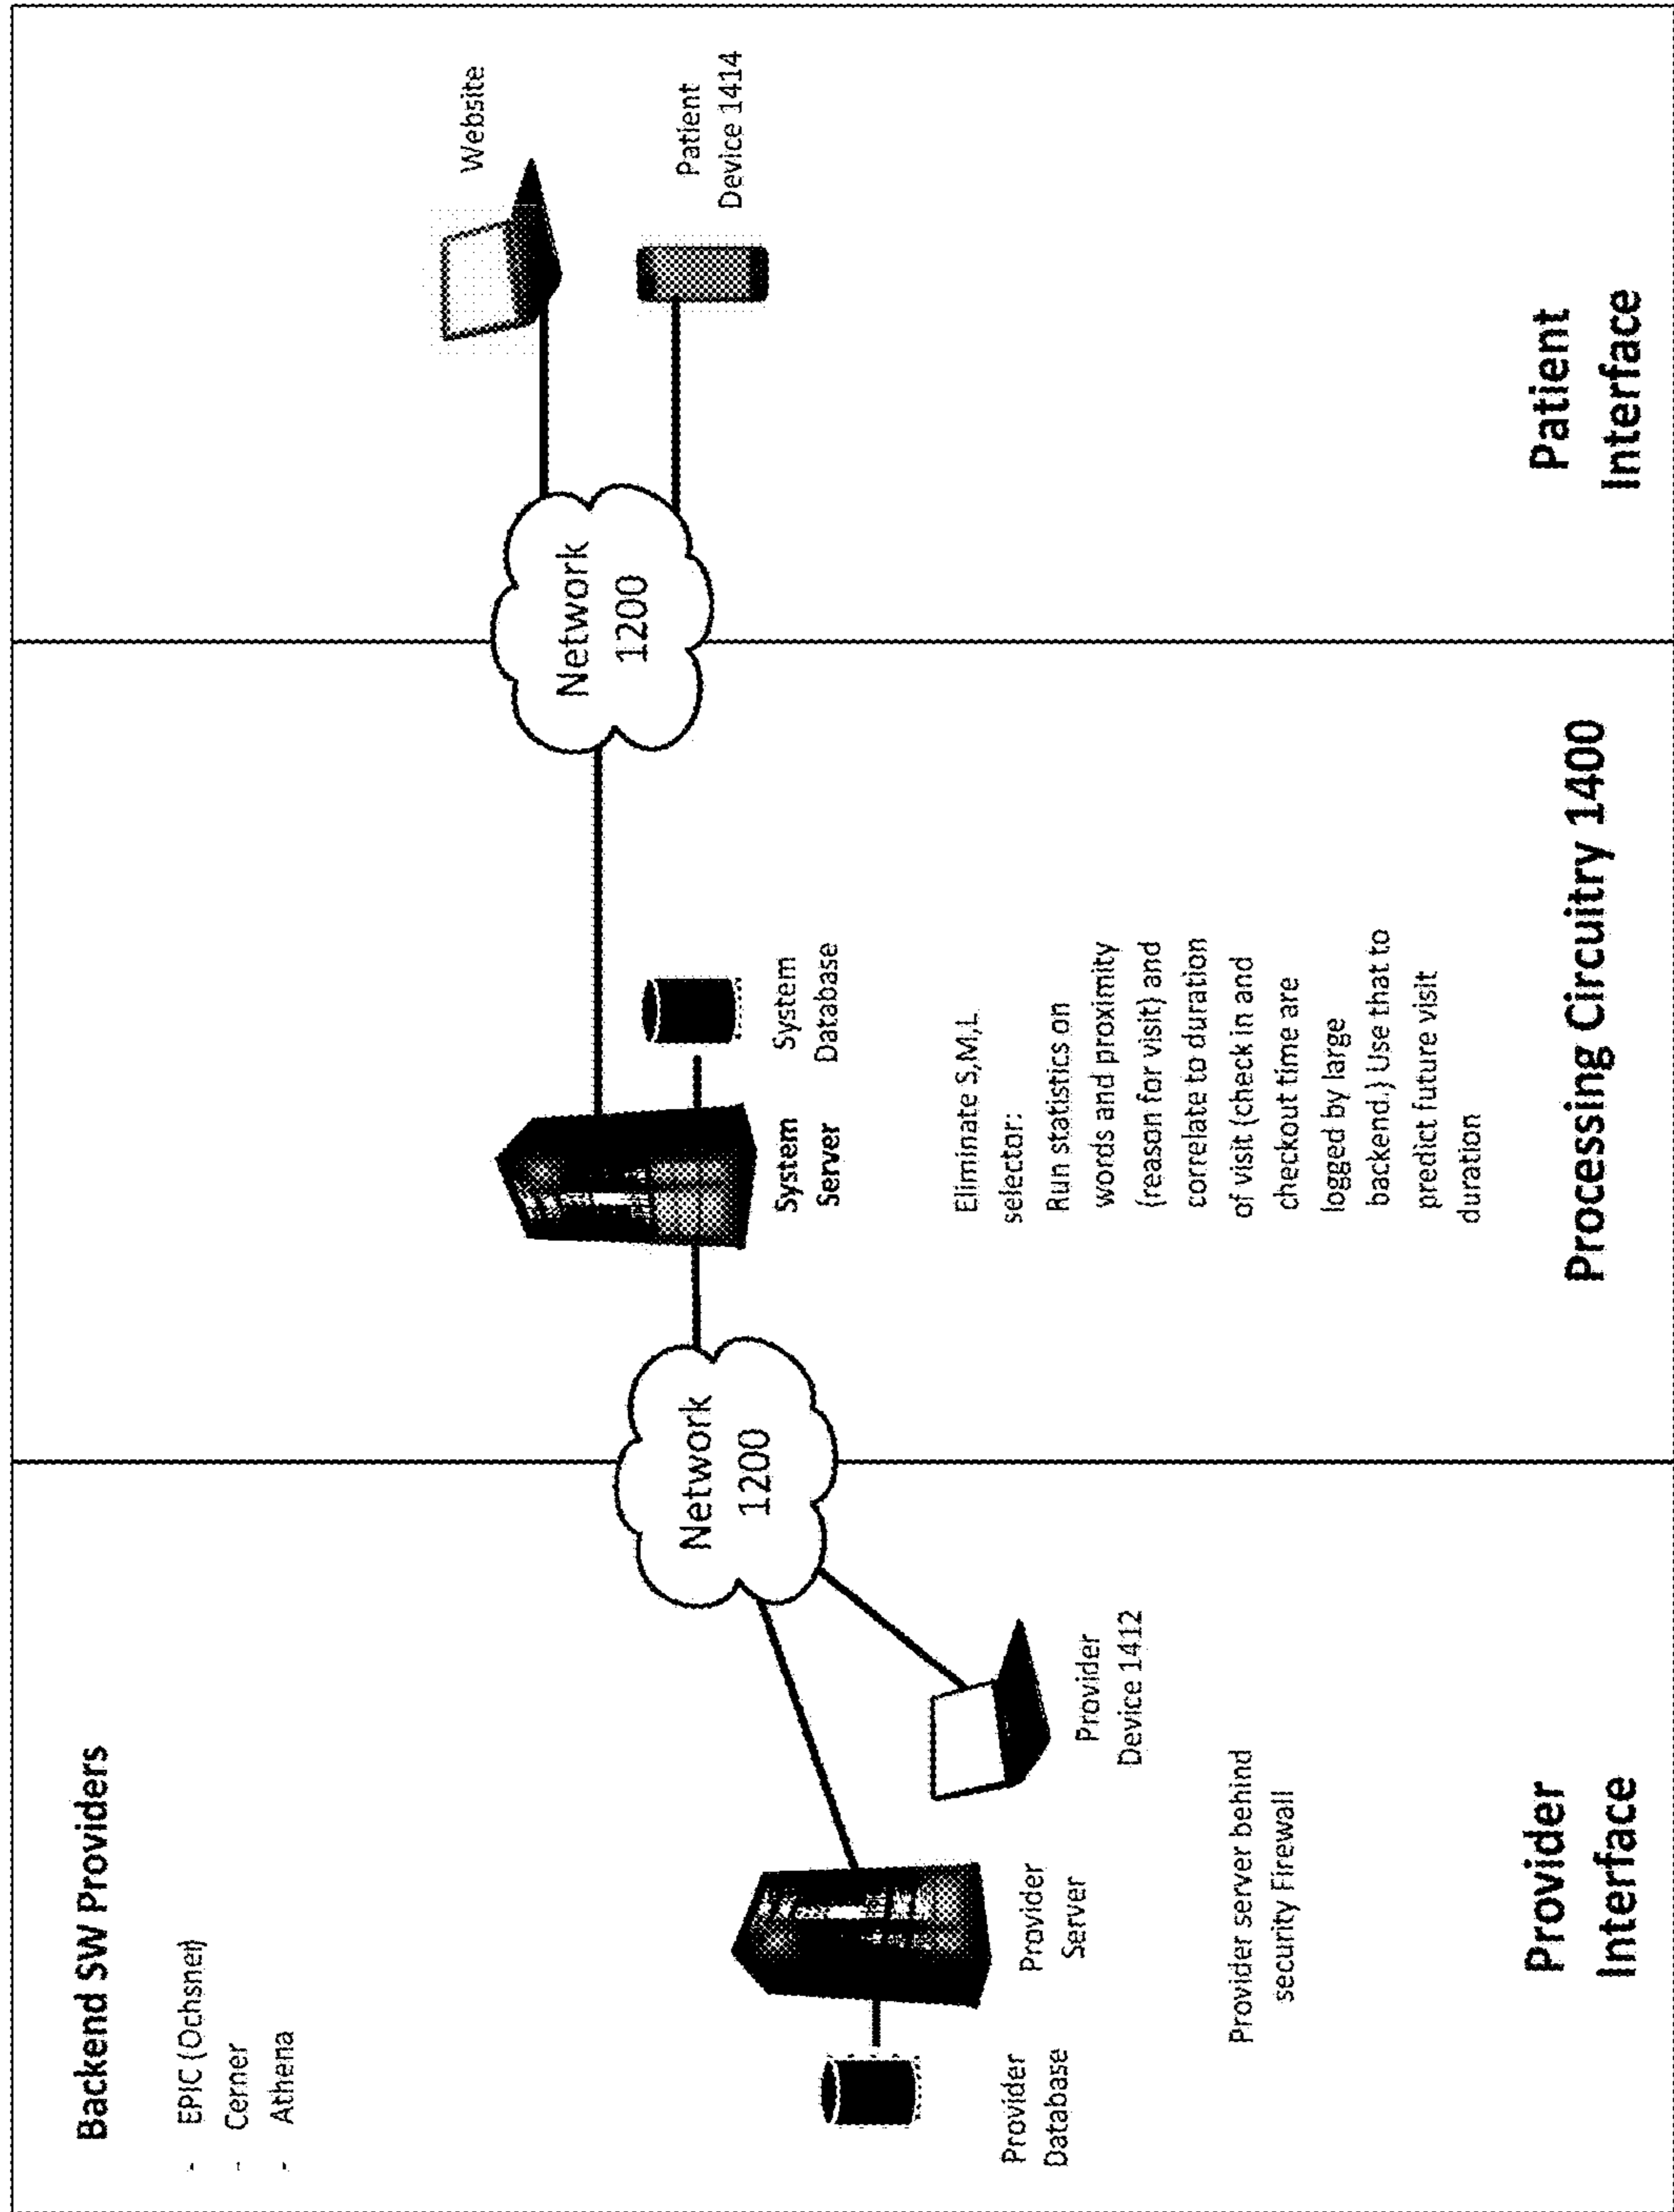 Backend SW Providers
- EPIC (Ochsner)
- Cerner
- Athena
Provider
Database
Provider
Server
Provider
Device 1412
Provider server behind
security Firewall
Provider
Interface
Network
1200
System
Server
System
Database
Eliminate S,M,L
selector:
Run statistics on
words and proximity
(reason for visit) and
correlate to duration
of visit (check in and
checkout time are
logged by large
backend.) Use that to
predict future visit
duration
Processing Circuitry 1400
Network
1200
Website
Patient
Device 1414
Patient
Interface